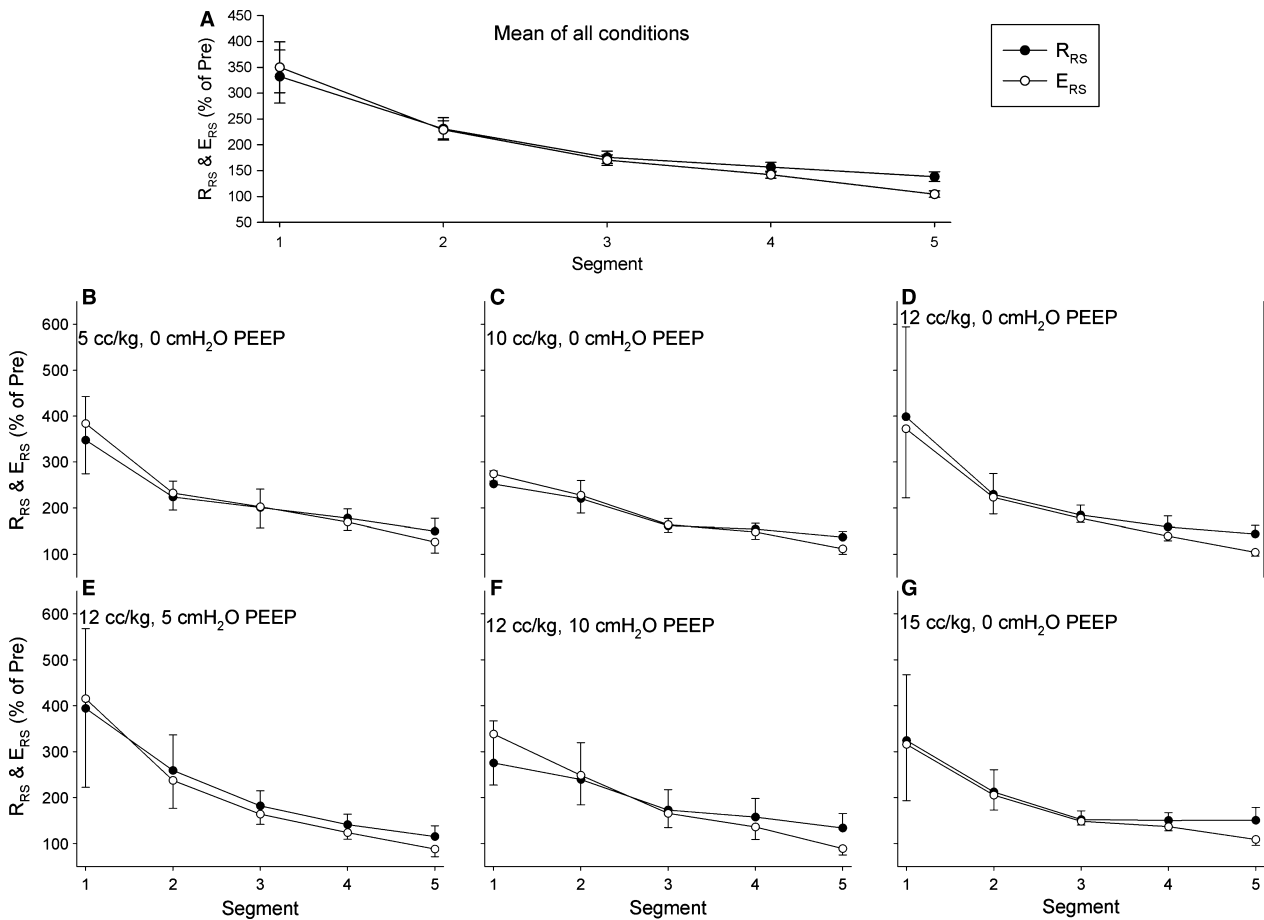 A
Mean of all conditions
R_RS
E_RS
R_RS & E_RS (% of Pre)
450
400
350
300
250
200
150
100
50
1 2 3 4 5
Segment
B
5 cc/kg, 0 cmH₂O PEEP
C
10 cc/kg, 0 cmH₂O PEEP
D
12 cc/kg, 0 cmH₂O PEEP
R_RS & E_RS (% of Pre)
600
500
400
300
200
100
E
12 cc/kg, 5 cmH₂O PEEP
F
12 cc/kg, 10 cmH₂O PEEP
G
15 cc/kg, 0 cmH₂O PEEP
R_RS & E_RS (% of Pre)
600
500
400
300
200
100
1 2 3 4 5
1 2 3 4 5
1 2 3 4 5
Segment
Segment
Segment